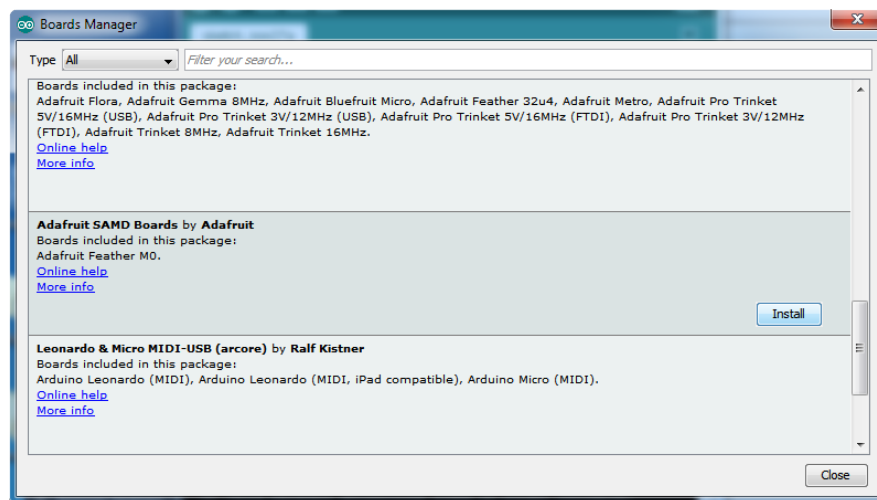 Boards Manager
Type All Filter your search...
Boards included in this package:
Adafruit Flora, Adafruit Gemma 8MHz, Adafruit Bluefruit Micro, Adafruit Feather 32u4, Adafruit Metro, Adafruit Pro Trinket
5V/16MHz (USB), Adafruit Pro Trinket 3V/12MHz (USB), Adafruit Pro Trinket 5V/16MHz (FTDI), Adafruit Pro Trinket 3V/12MHz
(FTDI), Adafruit Trinket 8MHz, Adafruit Trinket 16MHz.
Online help
More info
Adafruit SAMD Boards by Adafruit
Boards included in this package:
Adafruit Feather M0.
Online help
More info
Install
Leonardo & Micro MIDI-USB (arcore) by Ralf Kistner
Boards included in this package:
Arduino Leonardo (MIDI), Arduino Leonardo (MIDI, iPad compatible), Arduino Micro (MIDI).
Online help
More info
Close